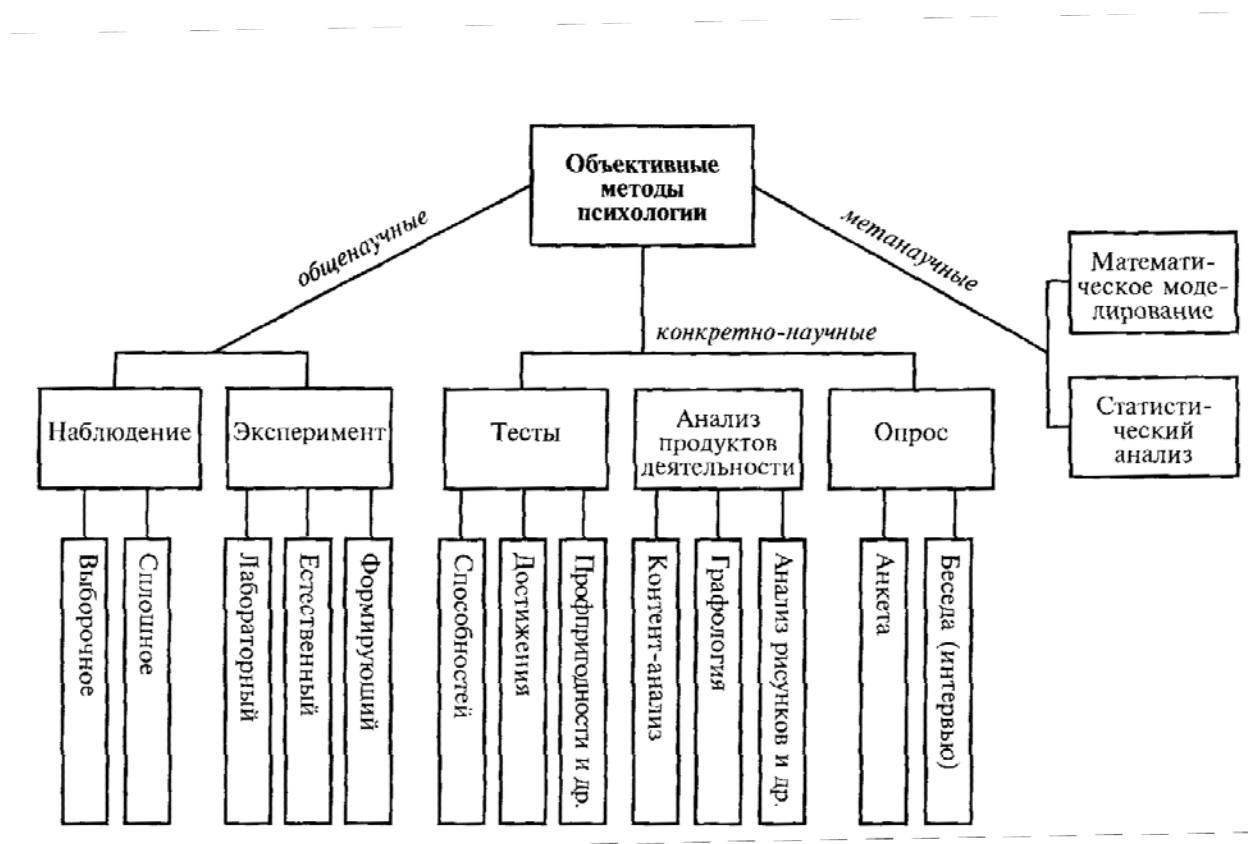 Объективные
методы
психологии
общенаучные
метанаучные
конкретно-научные
Математи-
ческое моде-
лирование
Статисти-
ческий
анализ
Наблюдение
Эксперимент
Тесты
Анализ
продуктов
деятельности
Опрос
Выборочное
Сплошное
Лабораторный
Естественный
Формирующий
Способностей
Достижения
Профпригодности и др.
Контент-анализ
Графология
Анализ рисунков и др.
Анкета
Беседа (интервью)